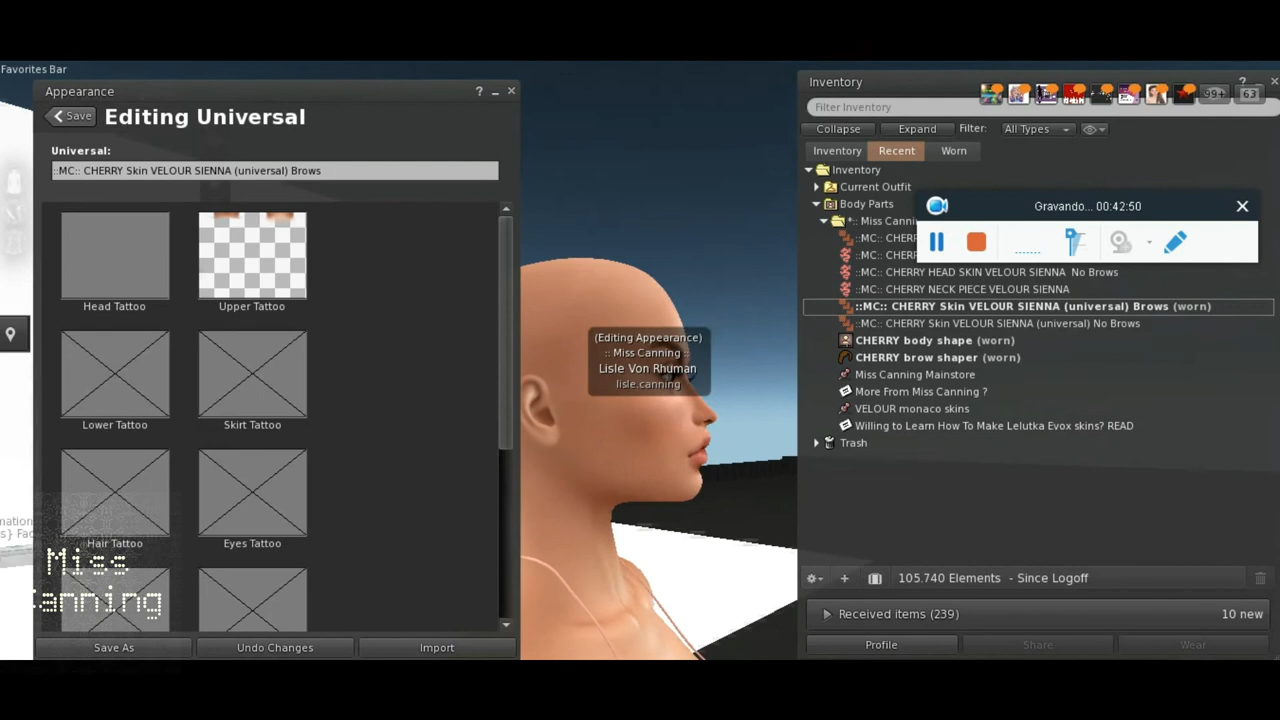 Favorites Bar
Appearance
?
Save
Editing Universal
Universal:
::MC:: CHERRY Skin VELOUR SIENNA (universal) Brows
Head Tattoo
Upper Tattoo
Lower Tattoo
Skirt Tattoo
Hair Tattoo
Eyes Tattoo
Miss
Canning
Save As
Undo Changes
Import
(Editing Appearance)
:: Miss Canning ::
Lisle Von Rhuman
lisle.canning
Inventory
?
99+
63
Filter Inventory
Collapse
Expand
Filter:
All Types
Inventory
Recent
Worn
Inventory
Current Outfit
Body Parts
Gravando... 00:42:50
::MC:: CHERRY HEAD SKIN VELOUR SIENNA No Brows
::MC:: CHERRY NECK PIECE VELOUR SIENNA
::MC:: CHERRY Skin VELOUR SIENNA (universal) Brows (worn)
::MC:: CHERRY Skin VELOUR SIENNA (universal) No Brows
CHERRY body shape (worn)
CHERRY brow shaper (worn)
Miss Canning Mainstore
More From Miss Canning ?
VELOUR monaco skins
Willing to Learn How To Make Lelutka Evox skins? READ
Trash
105.740 Elements - Since Logoff
Received items (239)
10 new
Profile
Share
Wear